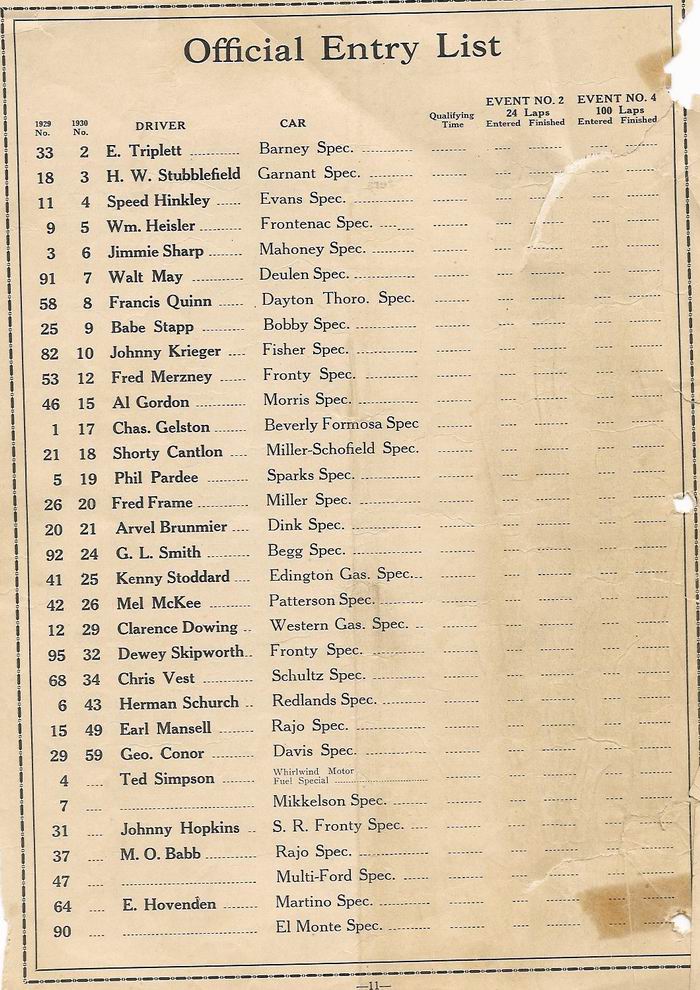 Official Entry List
EVENT NO. 2 EVENT NO. 4
1929 No. 1930 No. DRIVER CAR Qualifying Time 24 Laps Entered Finished 100 Laps Entered Finished
33 2 E. Triplett Barney Spec.
18 3 H. W. Stubblefield Garnant Spec.
11 4 Speed Hinkley Evans Spec.
9 5 Wm. Heisler Frontenac Spec.
3 6 Jimmie Sharp Mahoney Spec.
91 7 Walt May Deulen Spec.
58 8 Francis Quinn Dayton Thoro. Spec.
25 9 Babe Stapp Bobby Spec.
82 10 Johnny Krieger Fisher Spec.
53 12 Fred Merzney Fronty Spec.
46 15 Al Gordon Morris Spec.
1 17 Chas. Gelston Beverly Formosa Spec
21 18 Shorty Cantlon Miller-Schofield Spec.
5 19 Phil Pardee Sparks Spec.
26 20 Fred Frame Miller Spec.
20 21 Arvel Brunmier Dink Spec.
92 24 G. L. Smith Begg Spec.
41 25 Kenny Stoddard Edington Gas. Spec.
42 26 Mel McKee Patterson Spec.
12 29 Clarence Dowing Western Gas. Spec.
95 32 Dewey Skipworth Fronty Spec.
68 34 Chris Vest Schultz Spec.
6 43 Herman Schurch Redlands Spec.
15 49 Earl Mansell Rajo Spec.
29 59 Geo. Conor Davis Spec.
4 Ted Simpson Whirlwind Motor Fuel Special
7 Mikkelson Spec.
31 Johnny Hopkins S. R. Fronty Spec.
37 M. O. Babb Rajo Spec.
47 Multi-Ford Spec.
64 E. Hovenden Martino Spec.
90 El Monte Spec.
—11—